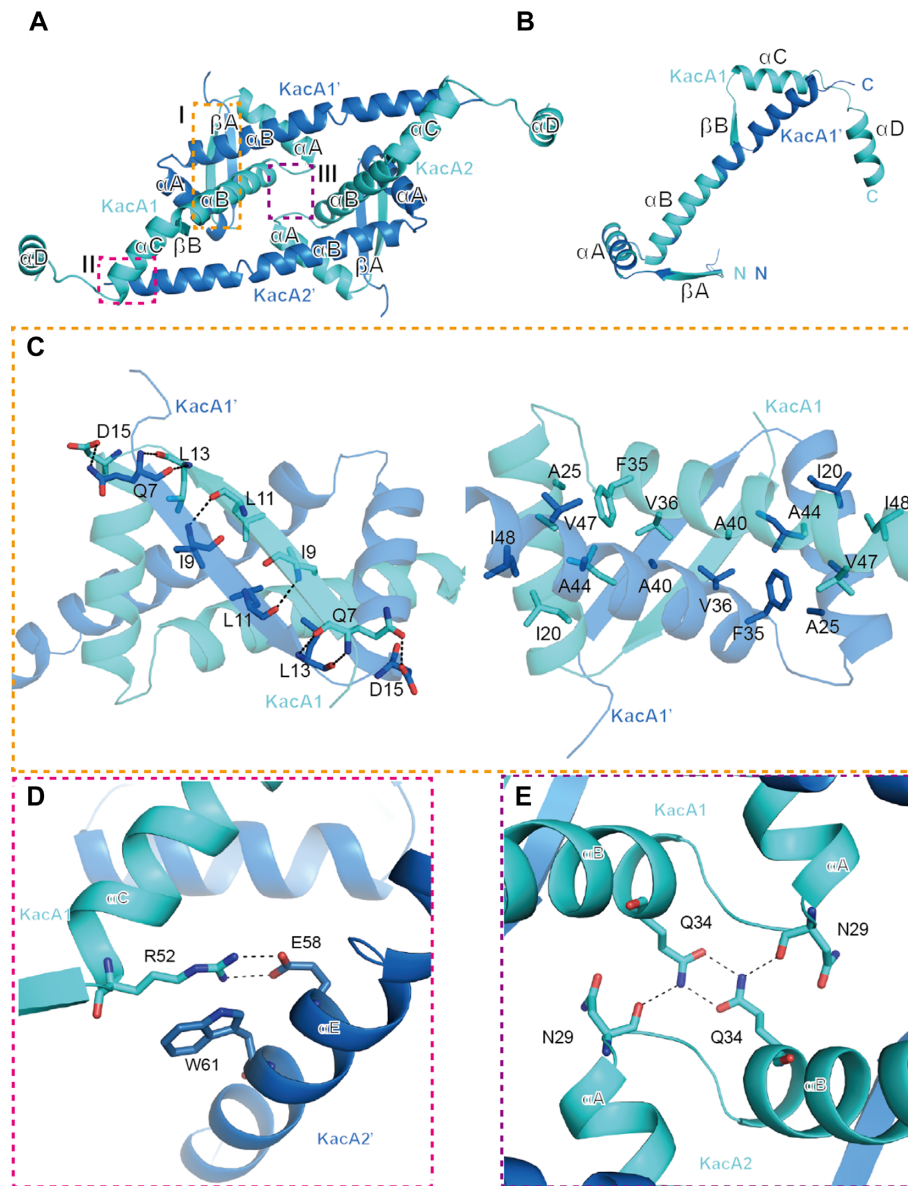 A
KacA1'
I
βA
αB
αC
αD
αA
III
KacA2
αA
KacA1
αB
αB
αA
βB
αC
αA
αD
αB
βA
II
KacA2'
B
αC
KacA1
C
βB
αD
KacA1'
αB
C
αA
N N
βA
C
KacA1'
D15
L13
Q7
L11
I9
I9
L11
Q7
L13
D15
KacA1
KacA1
A25
F35
I20
I48
V47
V36
A40
A44
I48
V47
A44
A40
V36
I20
F35
A25
KacA1'
D
αC
KacA1
R52
E58
αE
W61
KacA2'
E
KacA1
αB
αA
Q34
N29
N29
Q34
αB
αA
KacA2